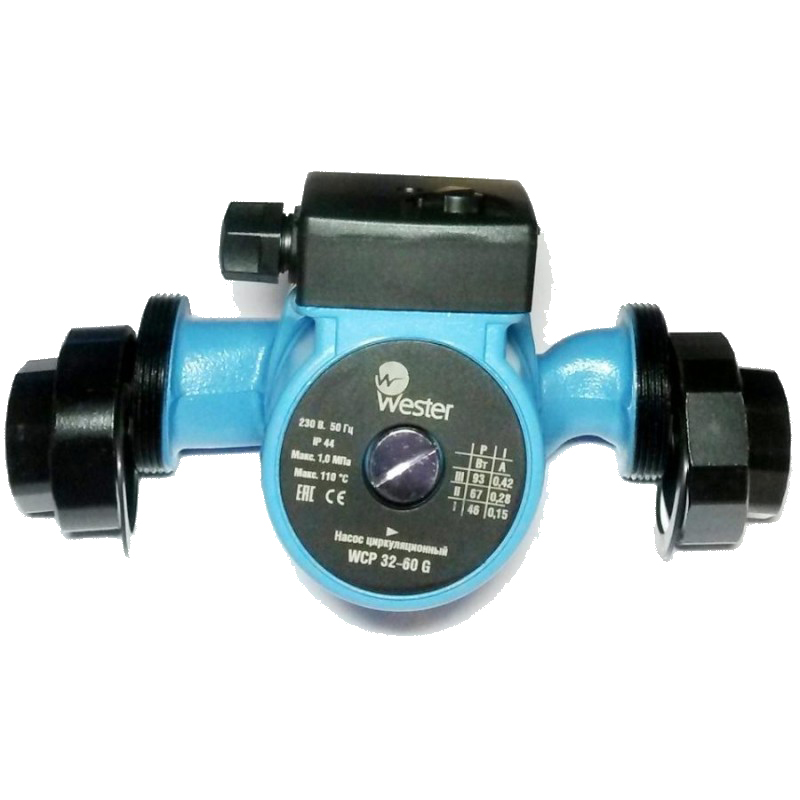 Wester
230 В. 50 Гц
IP 44
Макс. 1,0 МПа
Макс. 110 °C
EAC CE
P I
Вт А
III 93 0,42
II 67 0,28
I 46 0,15
Насос циркуляционный
WCP 32-60 G